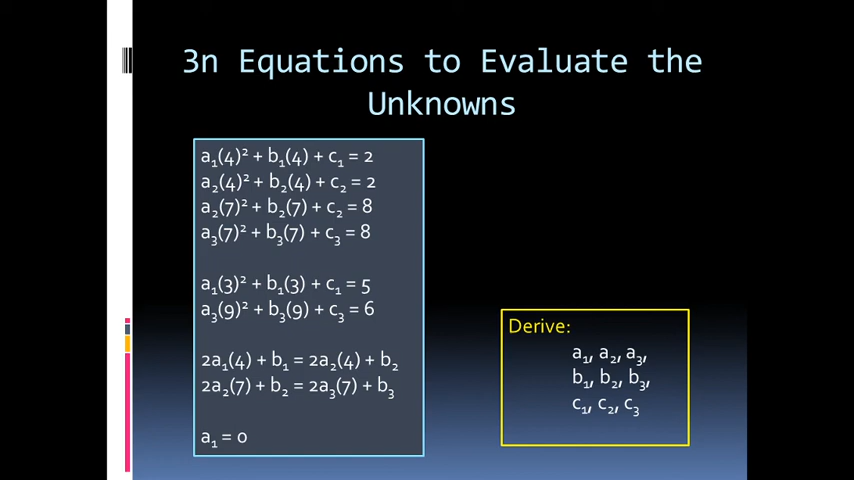 3n Equations to Evaluate the
Unknowns
a₁(4)² + b₁(4) + c₁ = 2
a₂(4)² + b₂(4) + c₂ = 2
a₂(7)² + b₂(7) + c₂ = 8
a₃(7)² + b₃(7) + c₃ = 8
a₁(3)² + b₁(3) + c₁ = 5
a₃(9)² + b₃(9) + c₃ = 6
2a₁(4) + b₁ = 2a₂(4) + b₂
2a₂(7) + b₂ = 2a₃(7) + b₃
a₁ = 0
Derive:
a₁, a₂, a₃,
b₁, b₂, b₃,
c₁, c₂, c₃